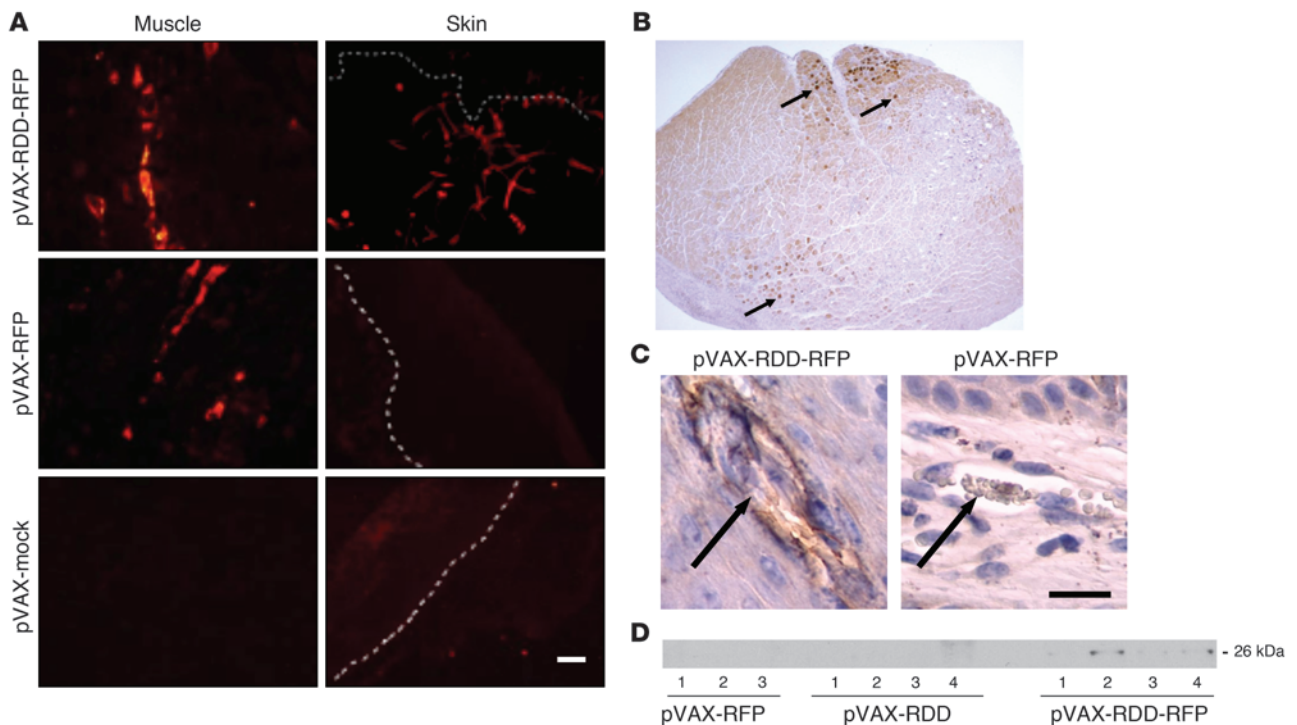 A
Muscle
Skin
pVAX-RDD-RFP
pVAX-RFP
pVAX-mock
B
C
pVAX-RDD-RFP
pVAX-RFP
D
- 26 kDa
1 2 3 1 2 3 4 1 2 3 4
pVAX-RFP pVAX-RDD pVAX-RDD-RFP